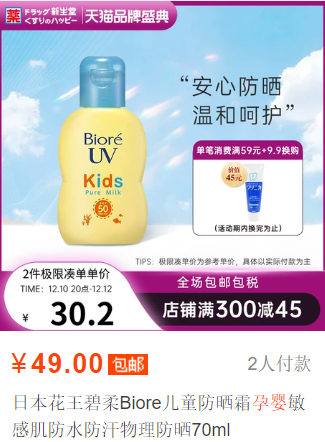 ドラッグ新生堂
くすりのハッピー
天猫品牌盛典
薬
“安心防晒
温和呵护”
Bioré
UV
Kids
Pure Milk
50
单笔消费满59元+9.9换购
价值
45元
クリニカ
(活动期内换完为止)
TIPS：极限凑单价为参考单价，具体以实际付款为主
2件极限凑单单价
TIME：12.10 20点-12.12
¥ 30.2
全场包邮包税
店铺满300减45
¥49.00 包邮
2人付款
日本花王碧柔Biore儿童防晒霜孕婴敏
感肌防水防汗物理防晒70ml